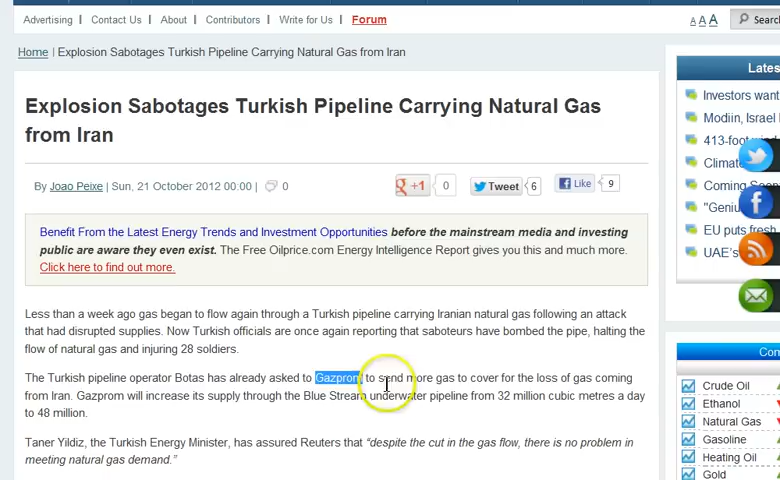 Advertising | Contact Us | About | Contributors | Write for Us | Forum
A A A
Searc
Home | Explosion Sabotages Turkish Pipeline Carrying Natural Gas from Iran
Explosion Sabotages Turkish Pipeline Carrying Natural Gas
from Iran
By Joao Peixe | Sun, 21 October 2012 00:00 | 0
g +1 0
Tweet 6
Like 9
Benefit From the Latest Energy Trends and Investment Opportunities before the mainstream media and investing
public are aware they even exist. The Free Oilprice.com Energy Intelligence Report gives you this and much more.
Click here to find out more.
Less than a week ago gas began to flow again through a Turkish pipeline carrying Iranian natural gas following an attack
that had disrupted supplies. Now Turkish officials are once again reporting that saboteurs have bombed the pipe, halting the
flow of natural gas and injuring 28 soldiers.
The Turkish pipeline operator Botas has already asked to Gazprom to send more gas to cover for the loss of gas coming
from Iran. Gazprom will increase its supply through the Blue Stream underwater pipeline from 32 million cubic metres a day
to 48 million.
Taner Yildiz, the Turkish Energy Minister, has assured Reuters that “despite the cut in the gas flow, there is no problem in
meeting natural gas demand.”
Lates
Investors want
Modiin, Israel
413-foot wind
Climate
Coming Soon
"Geniu
EU puts fresh
UAE's
Com
Crude Oil
Ethanol
Natural Gas
Gasoline
Heating Oil
Gold